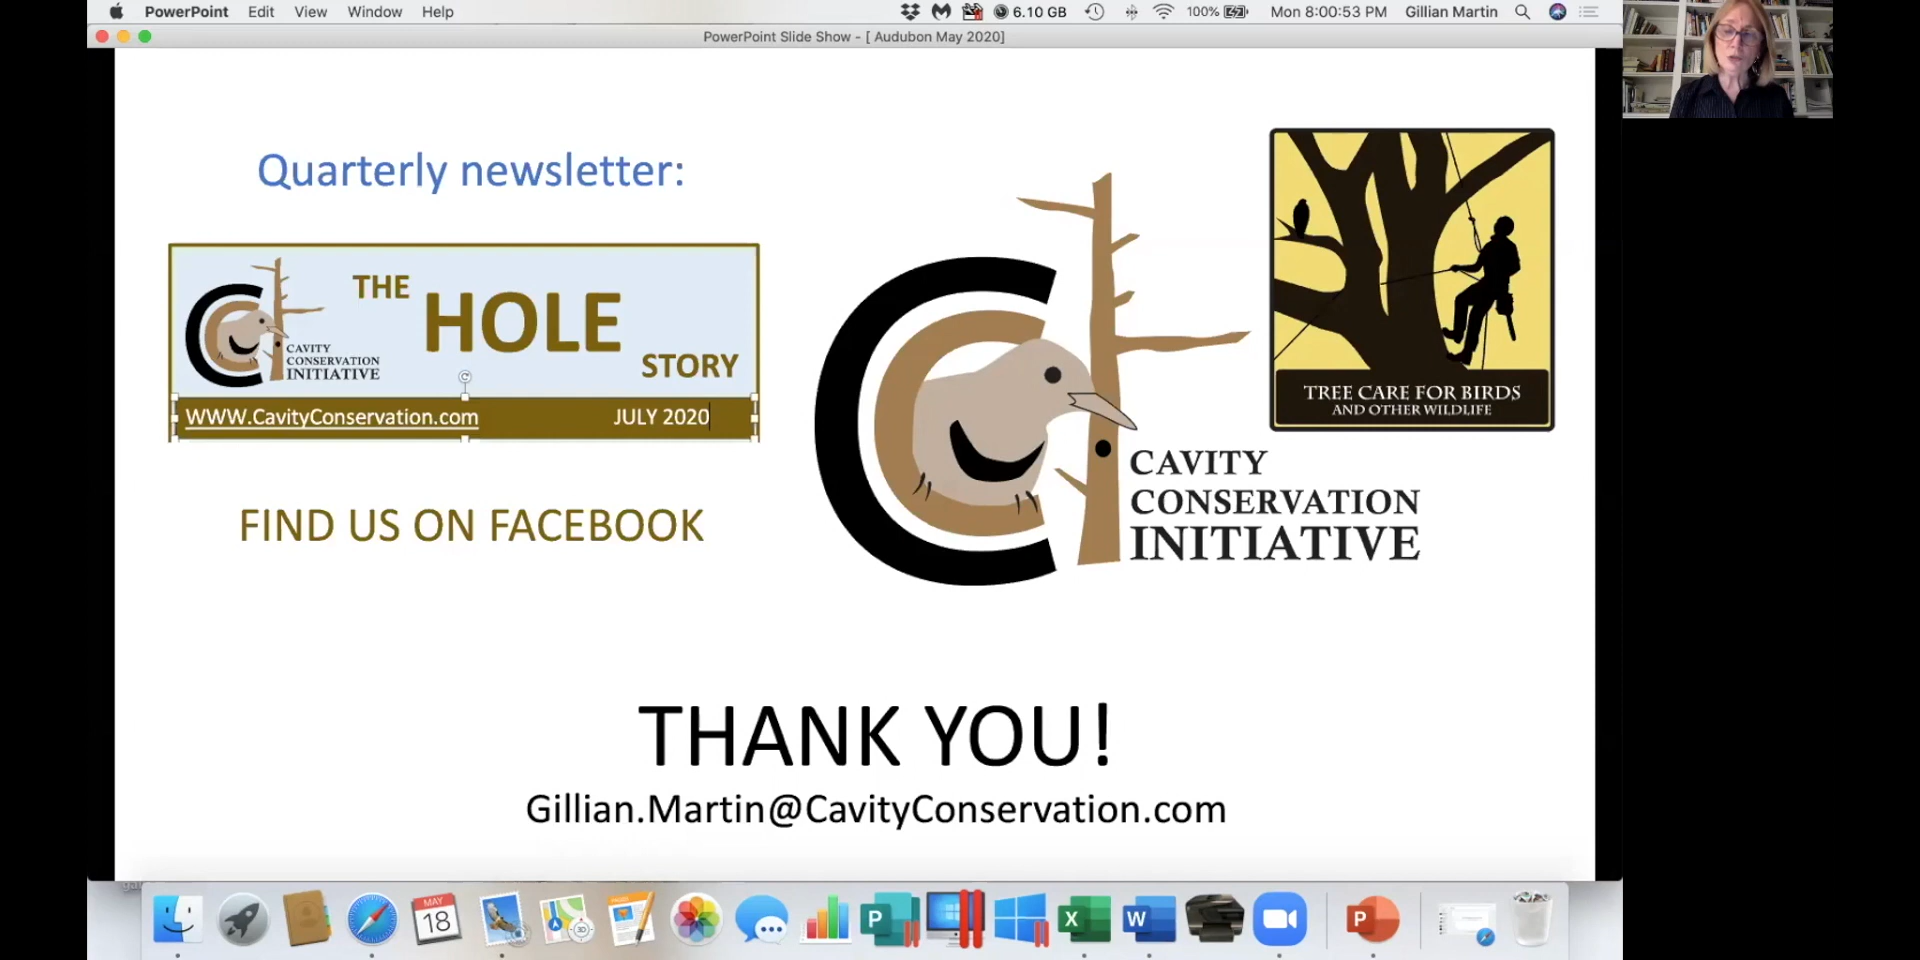 PowerPoint Edit View Window Help 6.10 GB 100% Mon 8:00:53 PM Gillian Martin
PowerPoint Slide Show - [ Audubon May 2020]
Quarterly newsletter:
THE
HOLE
STORY
CAVITY
CONSERVATION
INITIATIVE
WWW.CavityConservation.com JULY 2020
FIND US ON FACEBOOK
CAVITY
CONSERVATION
INITIATIVE
TREE CARE FOR BIRDS
AND OTHER WILDLIFE
THANK YOU!
Gillian.Martin@CavityConservation.com
MAY
18
3D
P
X
W
P